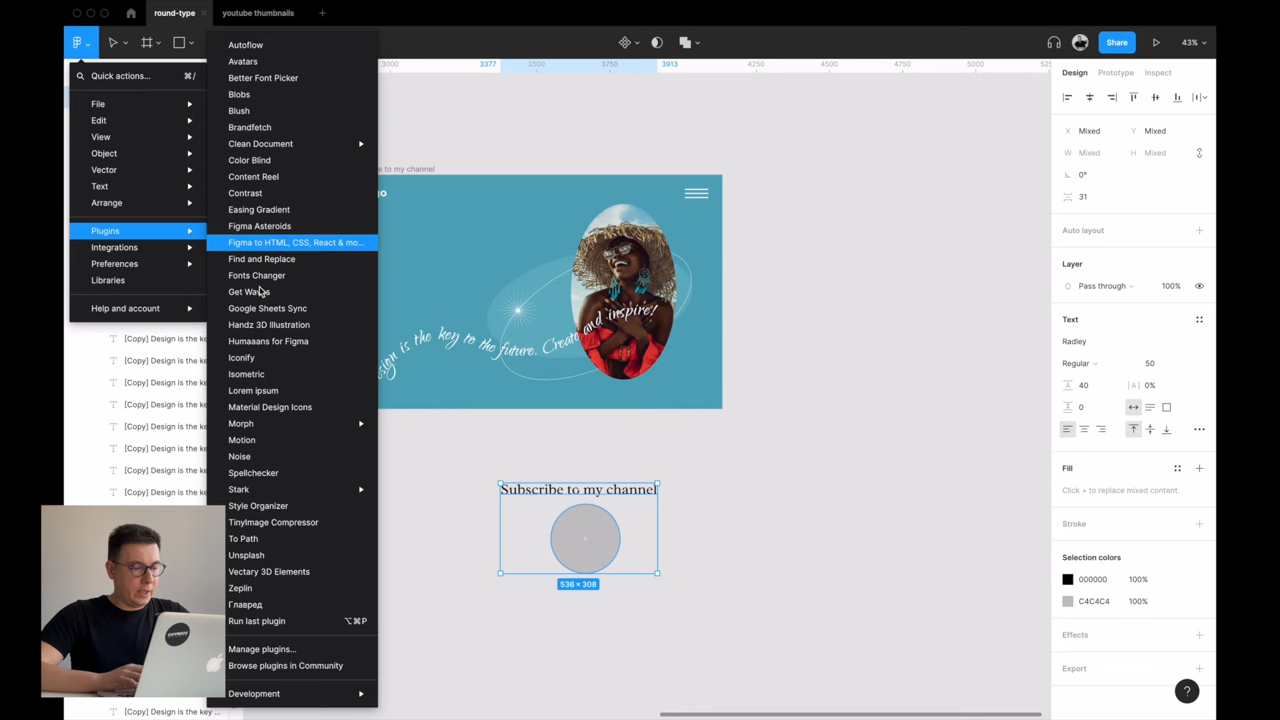 round-type
youtube thumbnails
Share
43%
Quick actions...
⌘/
File
Edit
View
Object
Vector
Text
Arrange
Plugins
Integrations
Preferences
Libraries
Help and account
[Copy] Design is the ke
[Copy] Design is the ke
[Copy] Design is the ke
[Copy] Design is the ke
[Copy] Design is the ke
[Copy] Design is the ke
[Copy] Design is the ke
[Copy] Design is the ke
[Copy] Design is the key ...
Autoflow
Avatars
Better Font Picker
Blobs
Blush
Brandfetch
Clean Document
Color Blind
Content Reel
Contrast
Easing Gradient
Figma Asteroids
Figma to HTML, CSS, React & mo...
Find and Replace
Fonts Changer
Get Waves
Google Sheets Sync
Handz 3D Illustration
Humaaans for Figma
Iconify
Isometric
Lorem ipsum
Material Design Icons
Morph
Motion
Noise
Spellchecker
Stark
Style Organizer
TinyImage Compressor
To Path
Unsplash
Vectary 3D Elements
Zeplin
Главред
Run last plugin
⌥⌘P
Manage plugins...
Browse plugins in Community
Development
3000
3377
3500
3750
3913
4250
4500
4750
5000
e to my channel
sign is the key to the future. Create and inspire!
Subscribe to my channel
536 × 308
Design
Prototype
Inspect
X Mixed
Y Mixed
W Mixed
H Mixed
0°
31
Auto layout
Layer
Pass through
100%
Text
Radley
Regular
50
40
|A| 0%
0
Fill
Click + to replace mixed content.
Stroke
Selection colors
000000
100%
C4C4C4
100%
Effects
Export
?